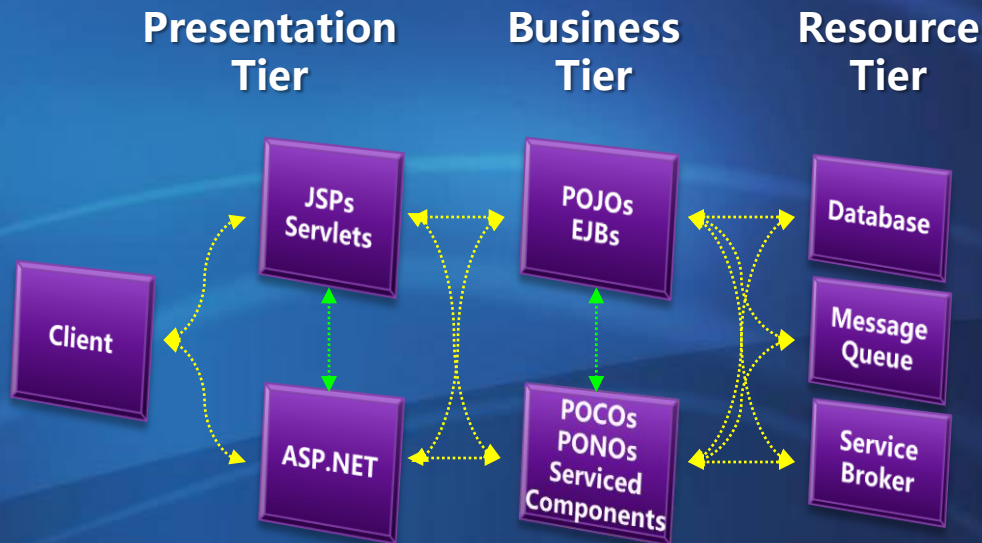 Presentation
Tier
Business
Tier
Resource
Tier
Client
JSPs
Servlets
ASP.NET
POJOs
EJBs
POCOs
PONOs
Serviced
Components
Database
Message
Queue
Service
Broker